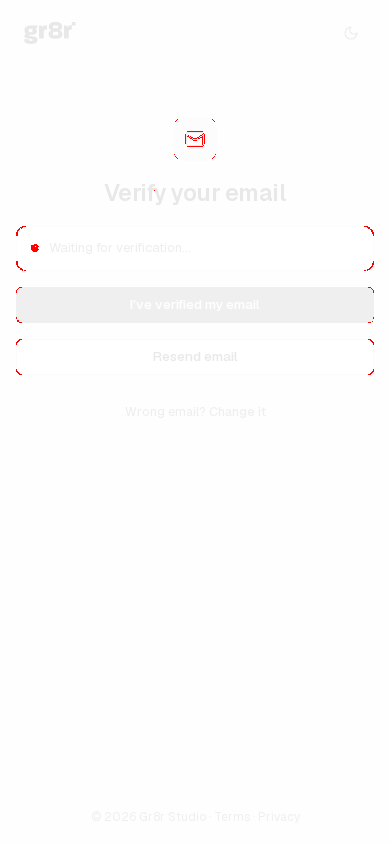 gr8r
Verify your email
Waiting for verification...
I've verified my email
Resend email
Wrong email? Change it
© 2026 Gr8r Studio · Terms · Privacy